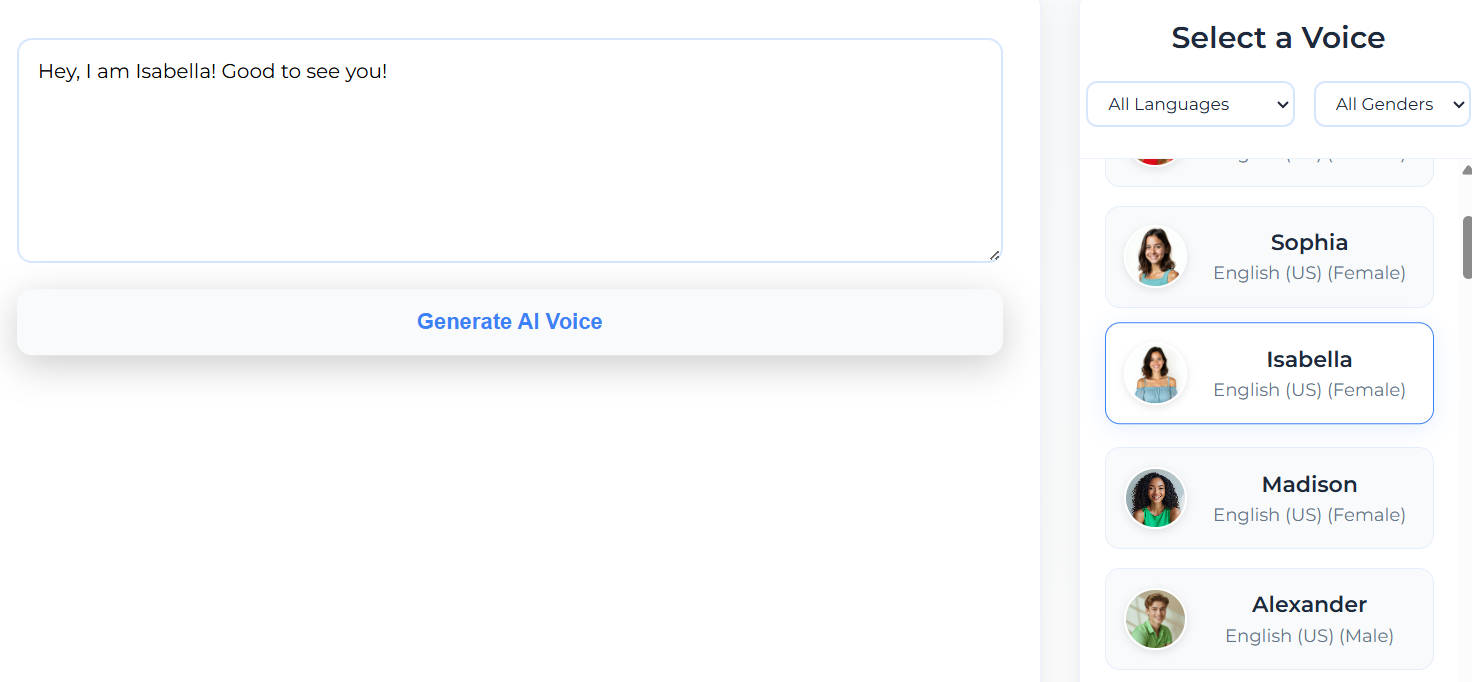 Hey, I am Isabella! Good to see you!
Generate AI Voice
Select a Voice
All Languages
All Genders
Sophia
English (US) (Female)
Isabella
English (US) (Female)
Madison
English (US) (Female)
Alexander
English (US) (Male)